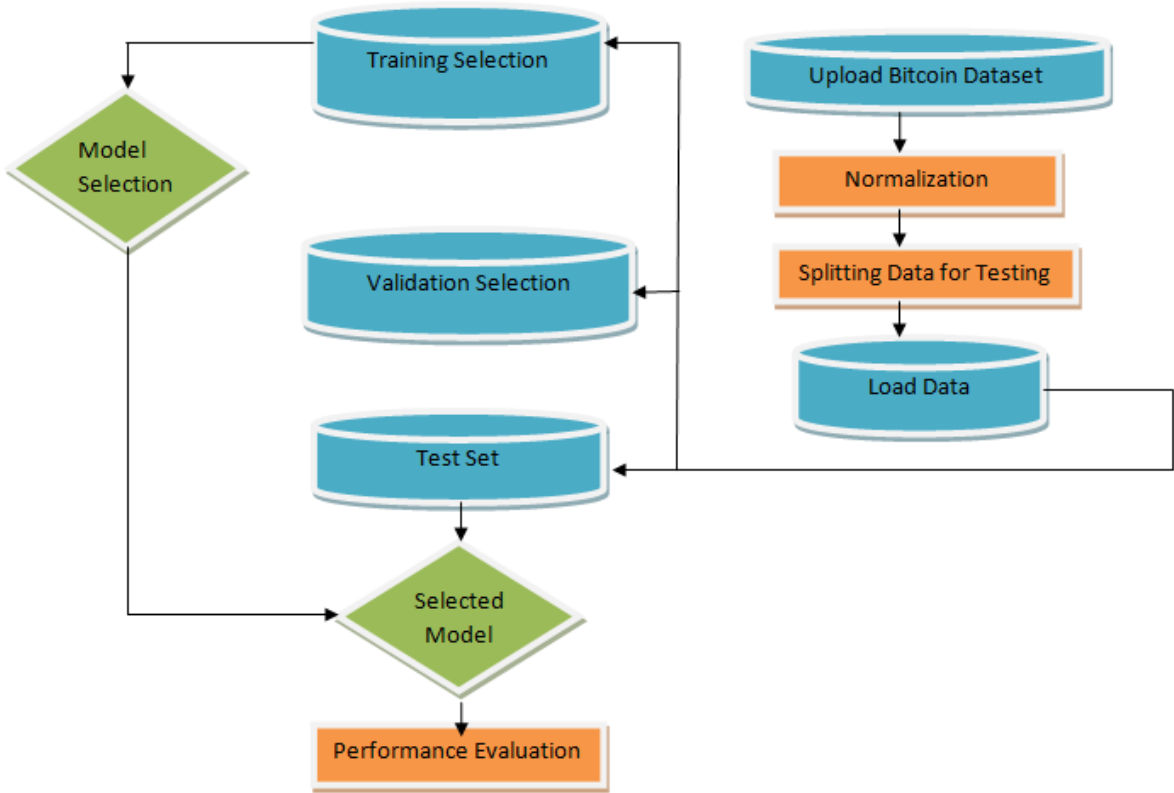 Training Selection
Upload Bitcoin Dataset
Model
Selection
Normalization
Validation Selection
Splitting Data for Testing
Load Data
Test Set
Selected
Model
Performance Evaluation